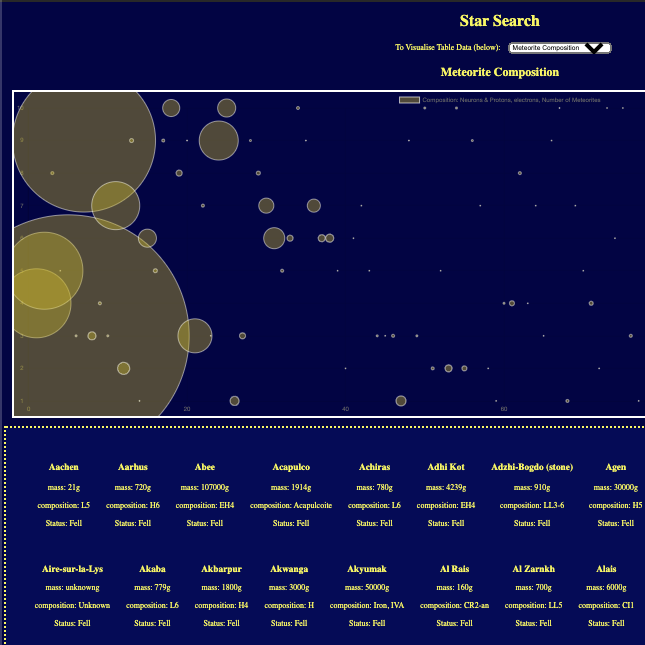 Star Search
To Visualise Table Data (below): Meteorite Composition
Meteorite Composition
Composition: Neurons & Protons, electrons, Number of Meteorites
9
7
2
1
0 20 40 60
Aachen Aarhus Abee Acapulco Achiras Adhi Kot Adzhi-Bogdo (stone) Agen
mass: 21g mass: 720g mass: 107000g mass: 1914g mass: 780g mass: 4239g mass: 910g mass: 30000g
composition: L5 composition: H6 composition: EH4 composition: Acapulcoite composition: L6 composition: EH4 composition: LL3-6 composition: H5
Status: Fell Status: Fell Status: Fell Status: Fell Status: Fell Status: Fell Status: Fell Status: Fell
Aire-sur-la-Lys Akaba Akbarpur Akwanga Akyumak Al Rais Al Zarnkh Alais
mass: unknowng mass: 779g mass: 1800g mass: 3000g mass: 50000g mass: 160g mass: 700g mass: 6000g
composition: Unknown composition: L6 composition: H4 composition: H composition: Iron, IVA composition: CR2-an composition: LL5 composition: CI1
Status: Fell Status: Fell Status: Fell Status: Fell Status: Fell Status: Fell Status: Fell Status: Fell